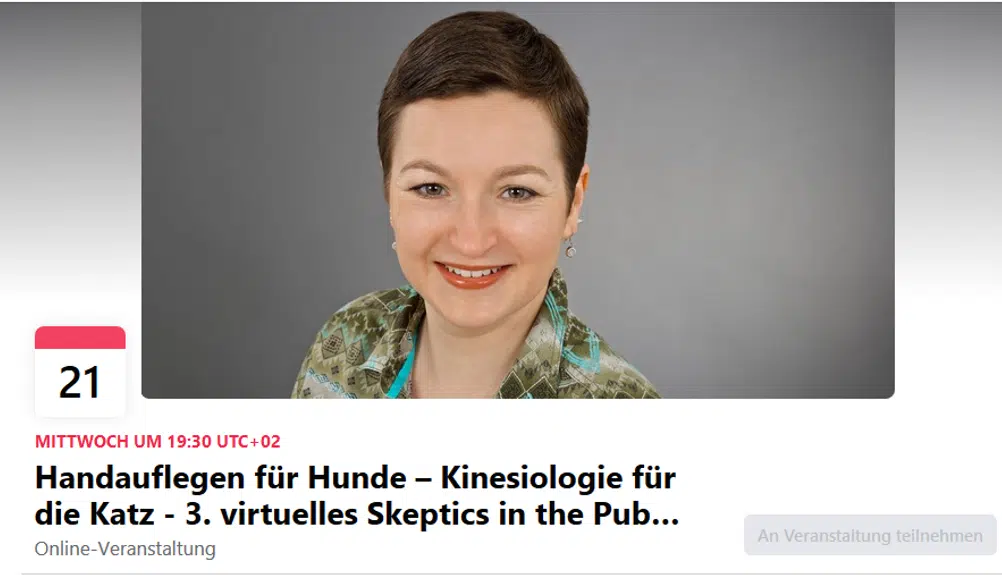 21
MITTWOCH UM 19:30 UTC+02
Handauflegen für Hunde – Kinesiologie für
die Katz - 3. virtuelles Skeptics in the Pub...
Online-Veranstaltung
An Veranstaltung teilnehmen